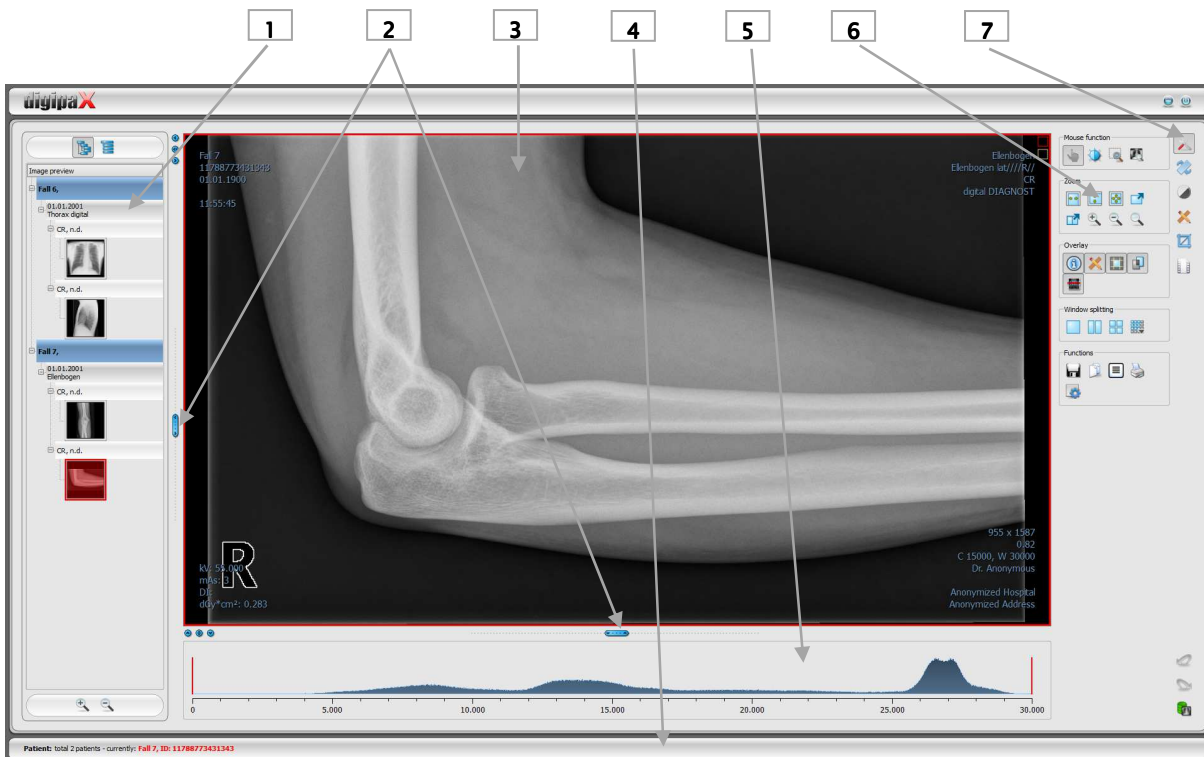 1 2 3 4 5 6 7
digipaX
Image preview
Fall 6,
01.01.2001
Thorax digital
CR, n.d.
CR, n.d.
Fall 7,
01.01.2001
Ellenbogen
CR, n.d.
CR, n.d.
Fall 7
11788773431343
01.01.1900
11:55:45
Ellenbogen
Ellenbogen lat////R//
CR
digital DIAGNOST
R
kV: 55.000
mAs: 3
DI:
dGy*cm²: 0.283
955 x 1587
0.82
C 15000, W 30000
Dr. Anonymous
Anonymized Hospital
Anonymized Address
0 5.000 10.000 15.000 20.000 25.000 30.000
Mouse function
Zoom
Overlay
Window splitting
Functions
Patient: total 2 patients - currently: Fall 7, ID: 11788773431343